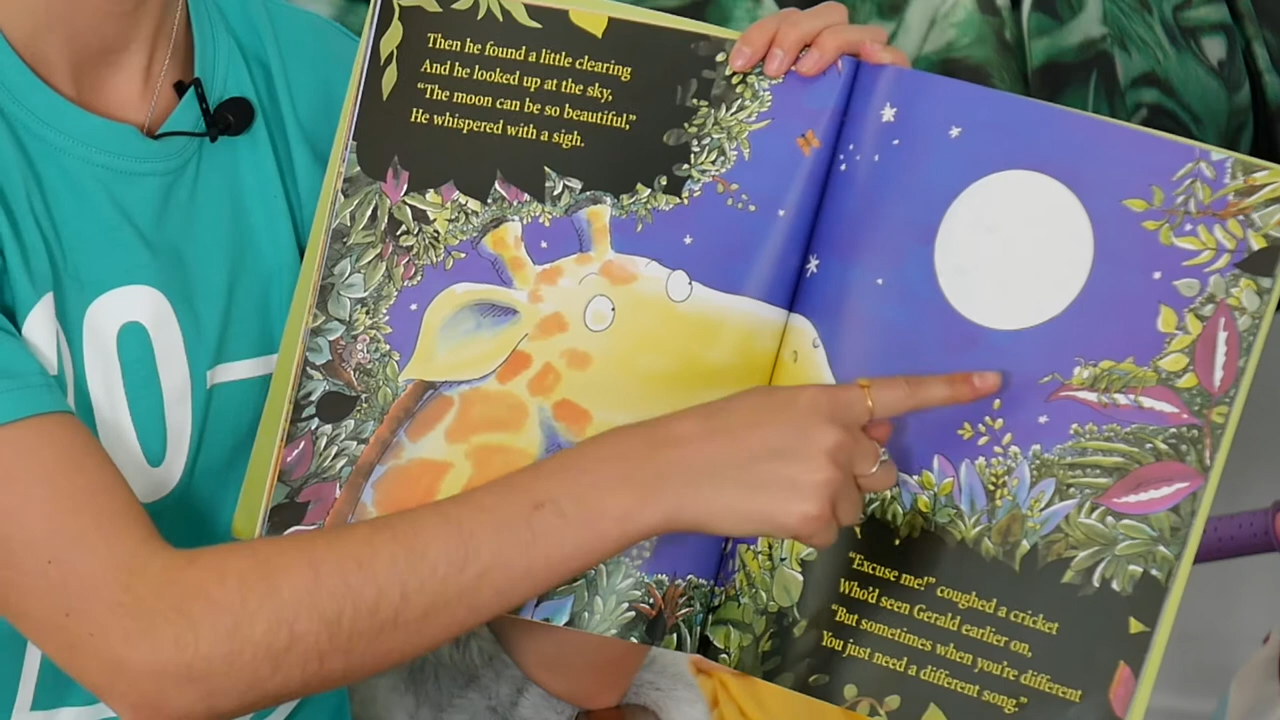 Then he found a little clearing
And he looked up at the sky,
“The moon can be so beautiful,”
He whispered with a sigh.
“Excuse me!” coughed a cricket
Who’d seen Gerald earlier on,
“But sometimes when you’re different
You just need a different song.”